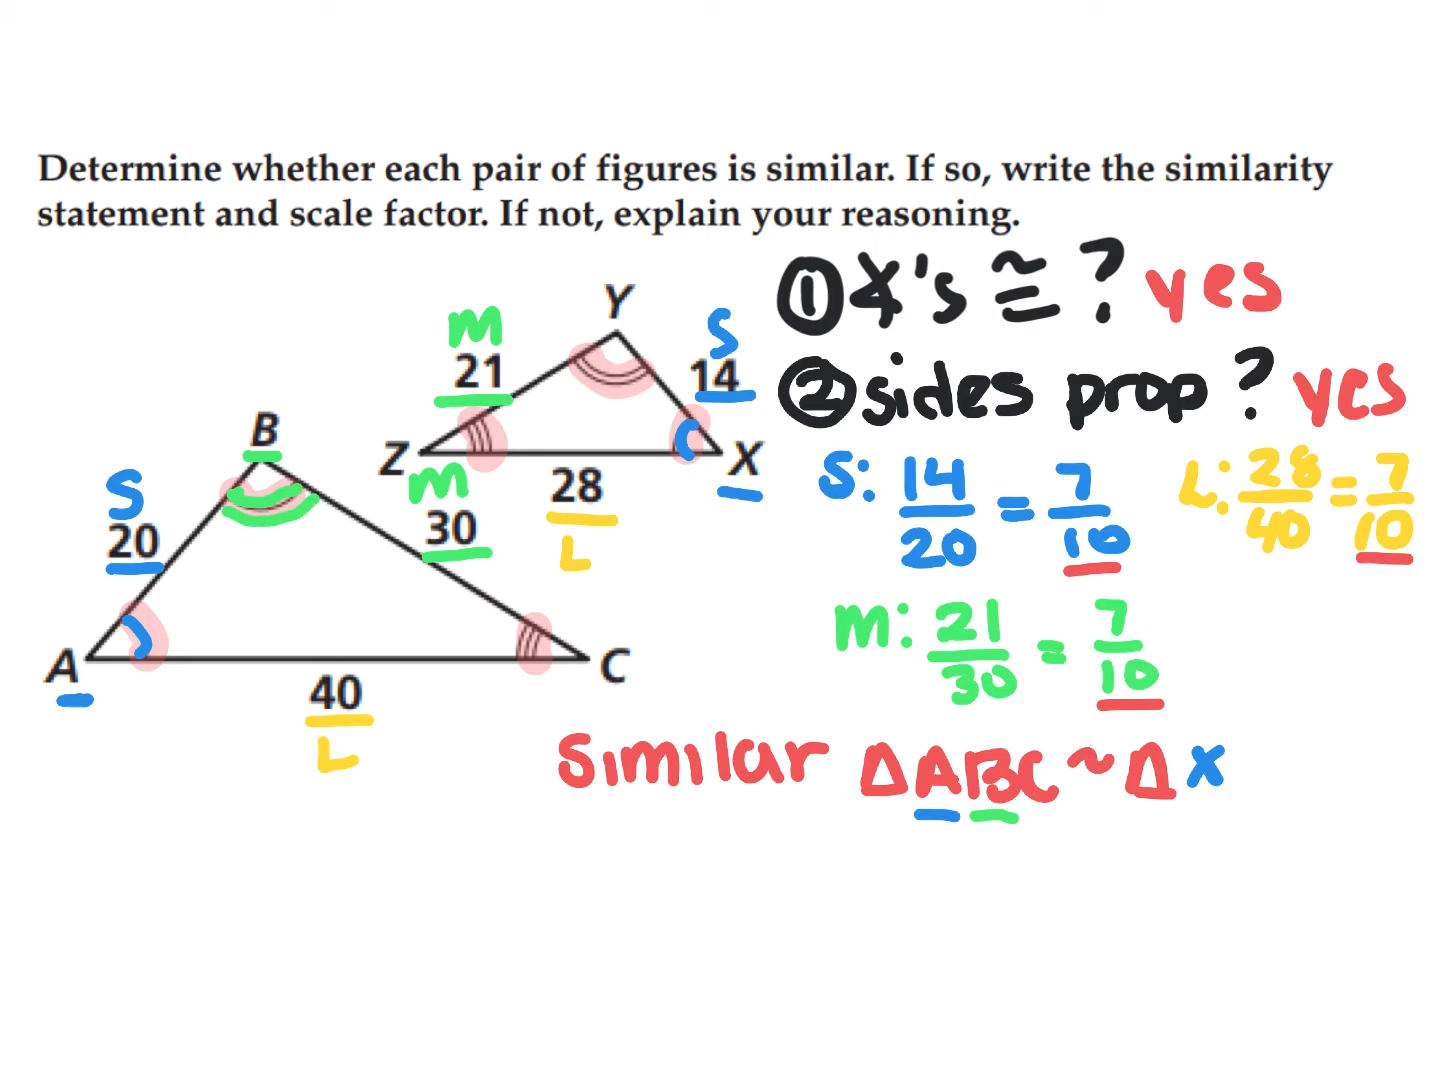 Determine whether each pair of figures is similar. If so, write the similarity
statement and scale factor. If not, explain your reasoning.
① ∡'s ≅ ? yes
② sides prop ? yes
Y
m
21
S
14
Z
X
28
L
B
S
20
m
30
A
C
40
L
S: 14/20 = 7/10
L: 28/40 = 7/10
m: 21/30 = 7/10
Similar ΔABC ~ Δ X